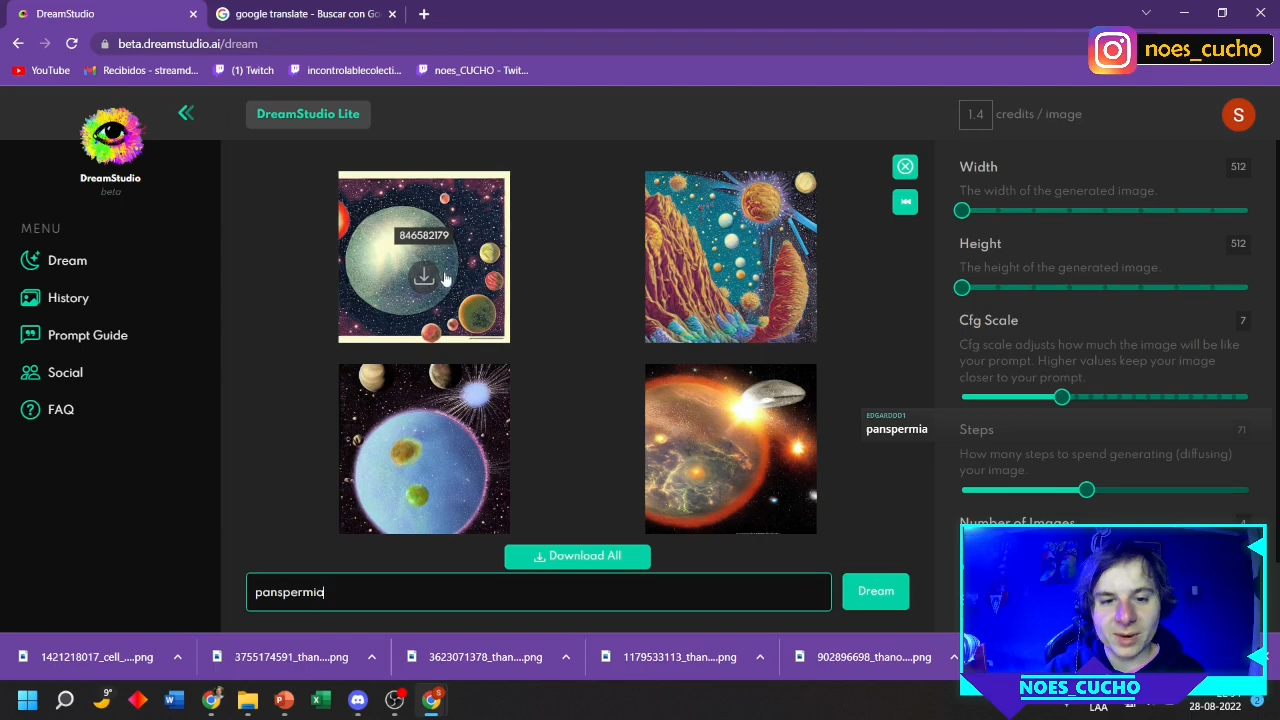 DreamStudio
google translate - Buscar con Go
beta.dreamstudio.ai/dream
noes_cucho
YouTube
Recibidos - streamd...
(1) Twitch
incontrolablecolecti...
noes_CUCHO - Twit...
DreamStudio Lite
1.4 credits / image
S
DreamStudio
beta
MENU
Dream
History
Prompt Guide
Social
FAQ
846582179
Width
512
The width of the generated image.
Height
512
The height of the generated image.
Cfg Scale
7
Cfg scale adjusts how much the image will be like
your prompt. Higher values keep your image
closer to your prompt.
EDGARDDD1
panspermia
Steps
71
How many steps to spend generating (diffusing)
your image.
Number of Images
4
Download All
panspermia
Dream
1421218017_cell_....png
3755174591_than....png
3623071378_than....png
1179533113_than....png
902896698_thano....png
NOES_CUCHO
9°
LAA
28-08-2022
2